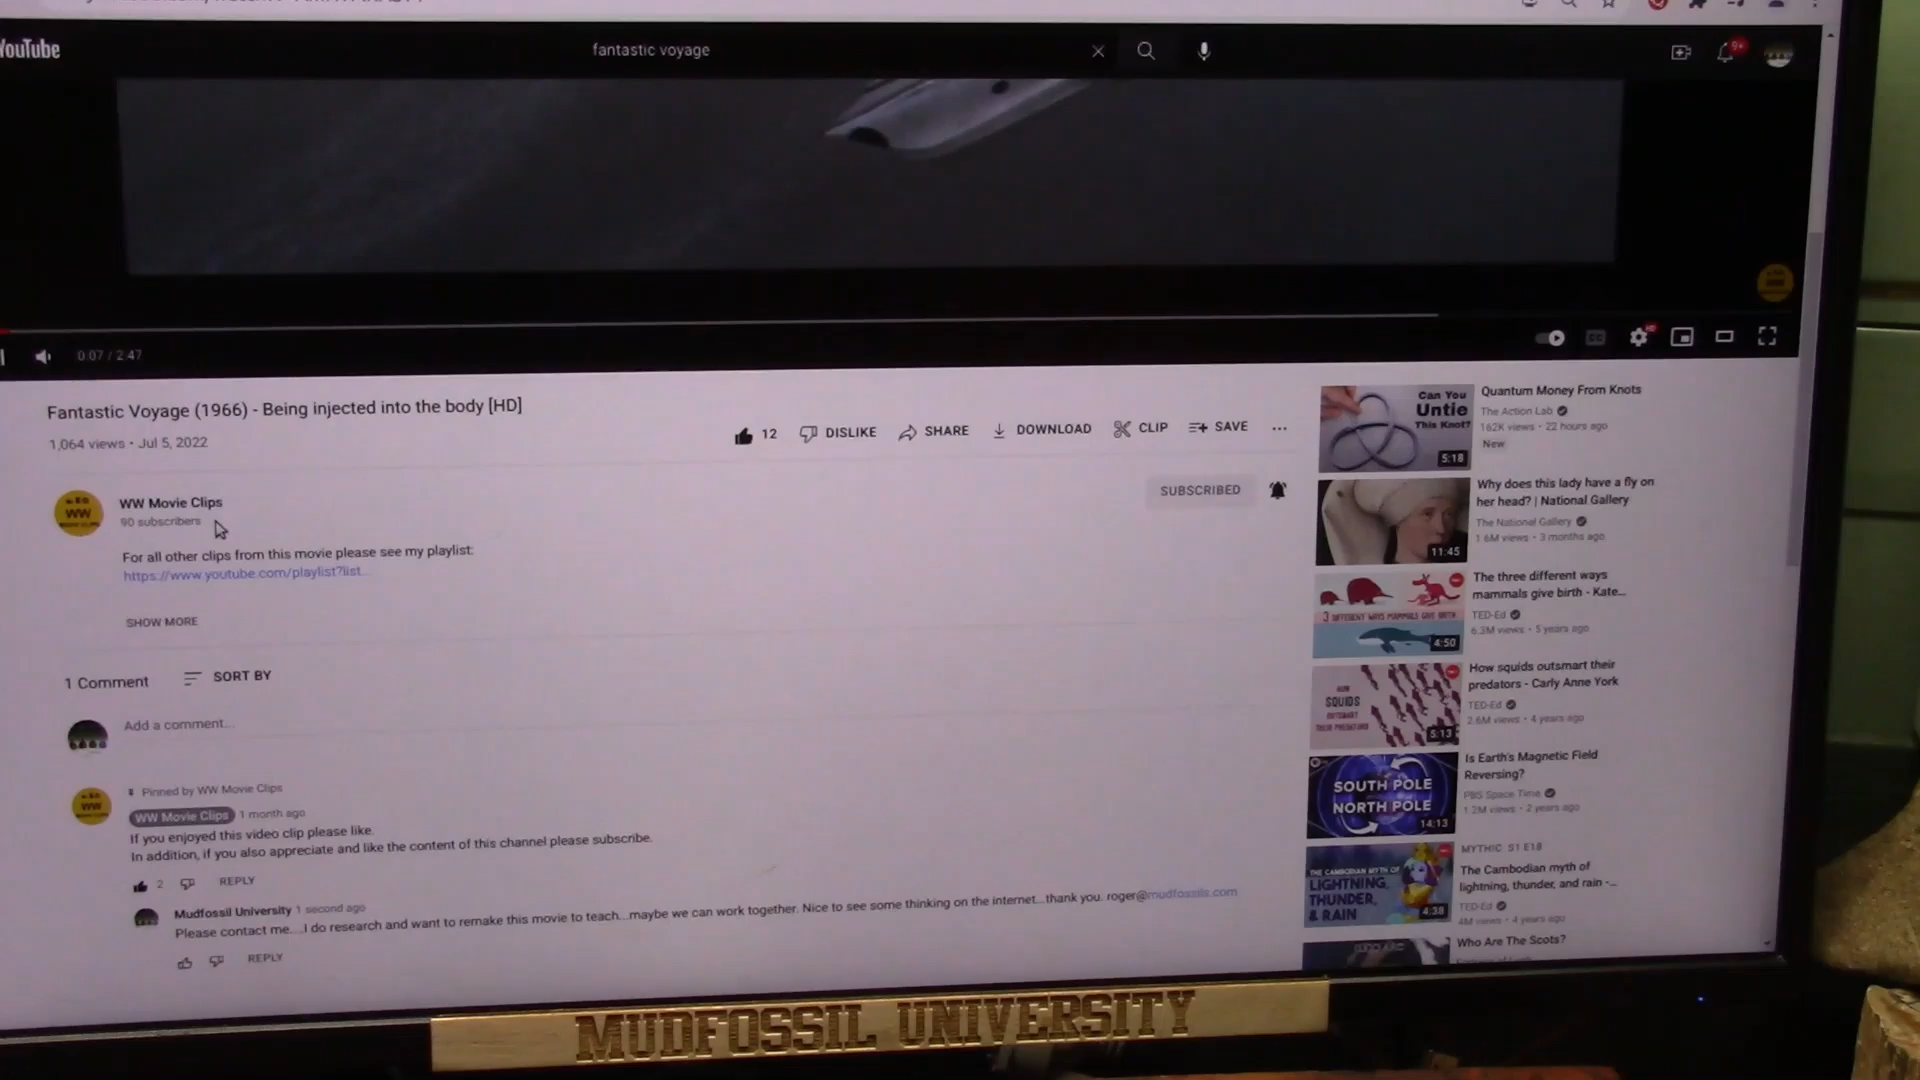 YouTube
fantastic voyage
9+
0:07 / 2:47
Fantastic Voyage (1966) - Being injected into the body [HD]
1,064 views • Jul 5, 2022
12
DISLIKE
SHARE
DOWNLOAD
CLIP
SAVE
WW
WW Movie Clips
90 subscribers
SUBSCRIBED
For all other clips from this movie please see my playlist:
https://www.youtube.com/playlist?list...
SHOW MORE
1 Comment
SORT BY
Add a comment...
Pinned by WW Movie Clips
WW
WW Movie Clips 1 month ago
If you enjoyed this video clip please like.
In addition, if you also appreciate and like the content of this channel please subscribe.
2
REPLY
Mudfossil University 1 second ago
Please contact me....I do research and want to remake this movie to teach...maybe we can work together. Nice to see some thinking on the internet...thank you. roger@mudfossils.com
REPLY
Can You
Untie
This Knot?
5:18
Quantum Money From Knots
The Action Lab
162K views • 22 hours ago
New
11:45
Why does this lady have a fly on
her head? | National Gallery
The National Gallery
1.6M views • 3 months ago
3 DIFFERENT WAYS MAMMALS GIVE BIRTH
4:50
The three different ways
mammals give birth - Kate...
TED-Ed
6.3M views • 5 years ago
HOW
SQUIDS
OUTSMART
THEIR PREDATORS
5:13
How squids outsmart their
predators - Carly Anne York
TED-Ed
2.6M views • 4 years ago
SOUTH POLE
NORTH POLE
14:13
Is Earth's Magnetic Field
Reversing?
PBS Space Time
1.2M views • 2 years ago
THE CAMBODIAN MYTH OF
LIGHTNING,
THUNDER,
& RAIN
4:38
MYTHIC S1 E18
The Cambodian myth of
lightning, thunder, and rain -...
TED-Ed
4M views • 4 years ago
Who Are The Scots?
MUDFOSSIL UNIVERSITY